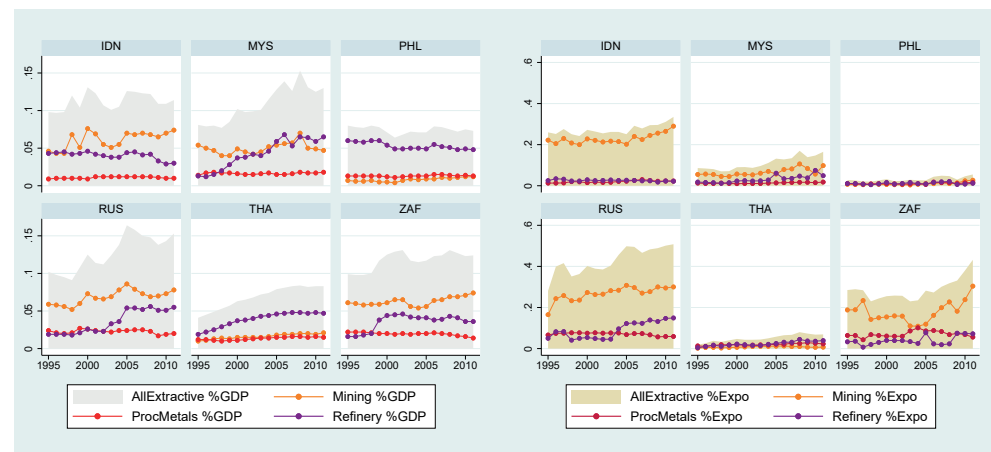 IDN MYS PHL
.15
.1
.05
0
RUS THA ZAF
.15
.1
.05
0
1995 2000 2005 2010 1995 2000 2005 2010 1995 2000 2005 2010
AllExtractive %GDP Mining %GDP
ProcMetals %GDP Refinery %GDP
IDN MYS PHL
.6
.4
.2
0
RUS THA ZAF
.6
.4
.2
0
1995 2000 2005 2010 1995 2000 2005 2010 1995 2000 2005 2010
AllExtractive %Expo Mining %Expo
ProcMetals %Expo Refinery %Expo